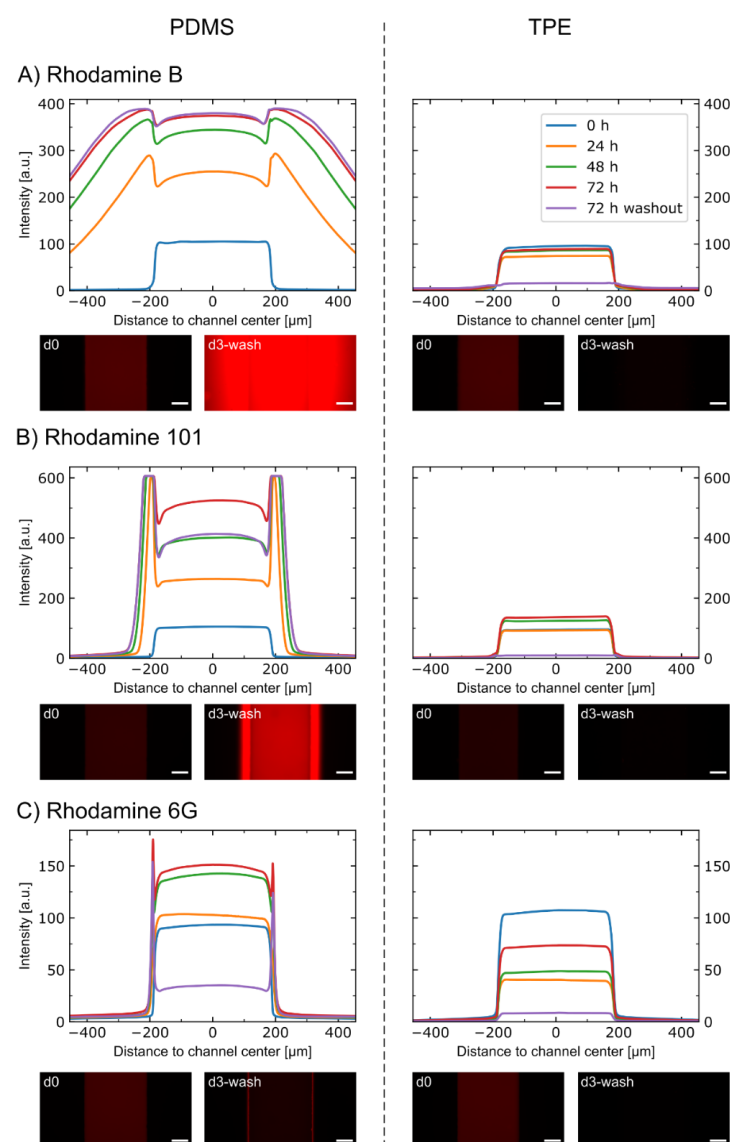 PDMS TPE
A) Rhodamine B
400 400
300 300
200 200
100 100
0 0
Intensity [a.u.]
0 h
24 h
48 h
72 h
72 h washout
−400 −200 0 200 400 −400 −200 0 200 400
Distance to channel center [µm] Distance to channel center [µm]
d0 d3-wash d0 d3-wash
B) Rhodamine 101
600 600
400 400
200 200
0 0
Intensity [a.u.]
−400 −200 0 200 400 −400 −200 0 200 400
Distance to channel center [µm] Distance to channel center [µm]
d0 d3-wash d0 d3-wash
C) Rhodamine 6G
150 150
100 100
50 50
0 0
Intensity [a.u.]
−400 −200 0 200 400 −400 −200 0 200 400
Distance to channel center [µm] Distance to channel center [µm]
d0 d3-wash d0 d3-wash